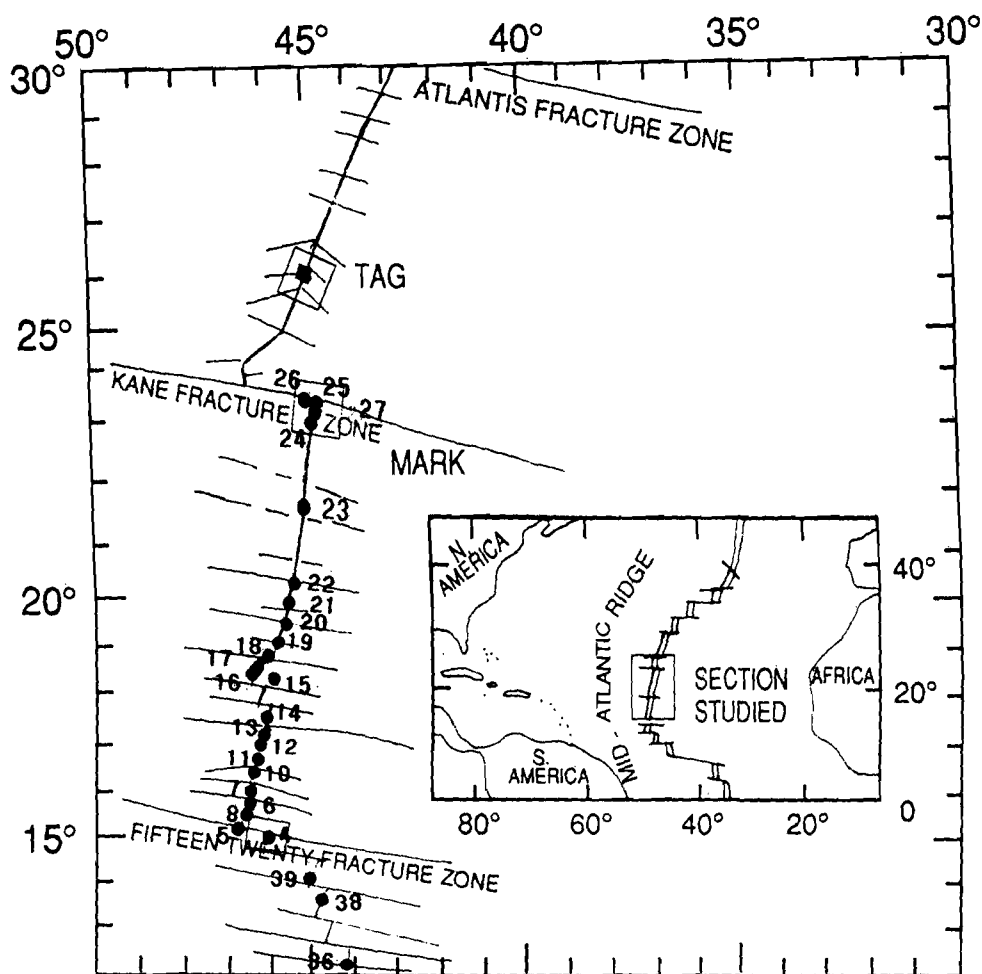 50° 45° 40° 35° 30°
30°
ATLANTIS FRACTURE ZONE
TAG
25°
KANE FRACTURE ZONE
26 25
27
24
MARK
23
22
20°
21
20
19
18
17
16 15
14
13
12
11 10
7
6
8
15°
5 4
FIFTEEN TWENTY FRACTURE ZONE
39
38
36
N. AMERICA
MID - ATLANTIC RIDGE
40°
SECTION STUDIED
AFRICA
20°
S. AMERICA
0
80° 60° 40° 20°